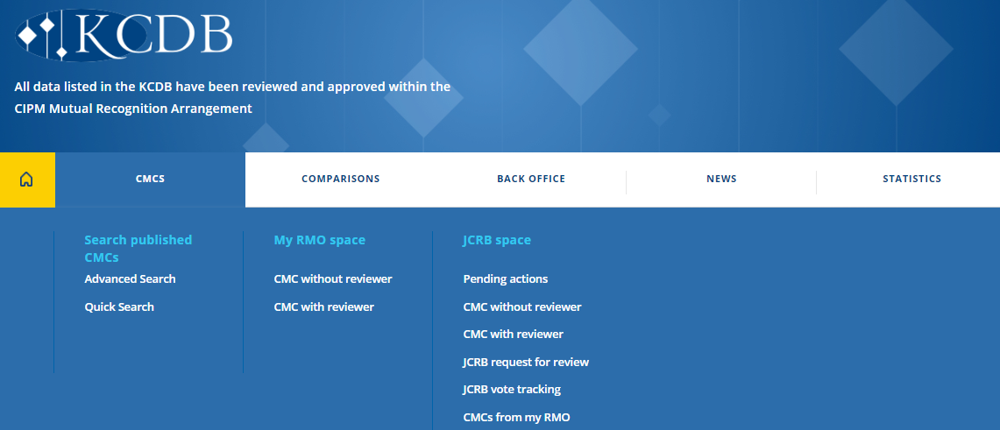 KCDB
All data listed in the KCDB have been reviewed and approved within the
CIPM Mutual Recognition Arrangement
CMCS
COMPARISONS
BACK OFFICE
NEWS
STATISTICS
Search published
CMCs
Advanced Search
Quick Search
My RMO space
CMC without reviewer
CMC with reviewer
JCRB space
Pending actions
CMC without reviewer
CMC with reviewer
JCRB request for review
JCRB vote tracking
CMCs from my RMO